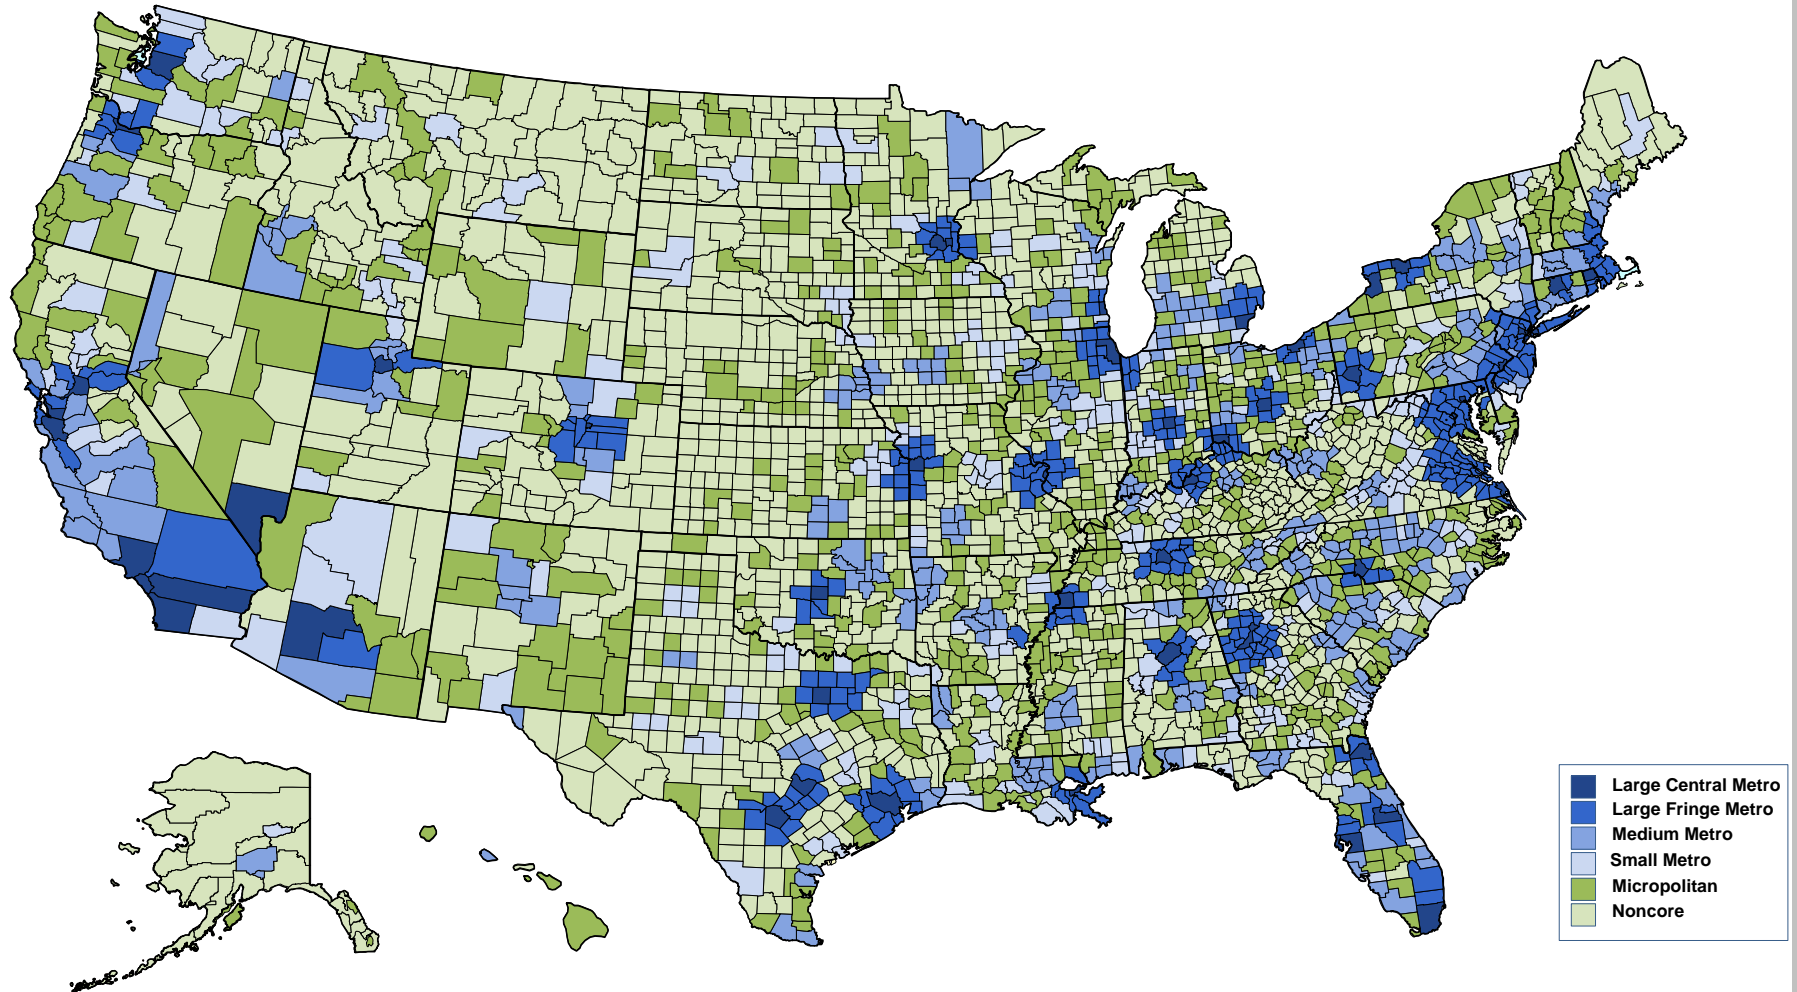 Large Central Metro
Large Fringe Metro
Medium Metro
Small Metro
Micropolitan
Noncore